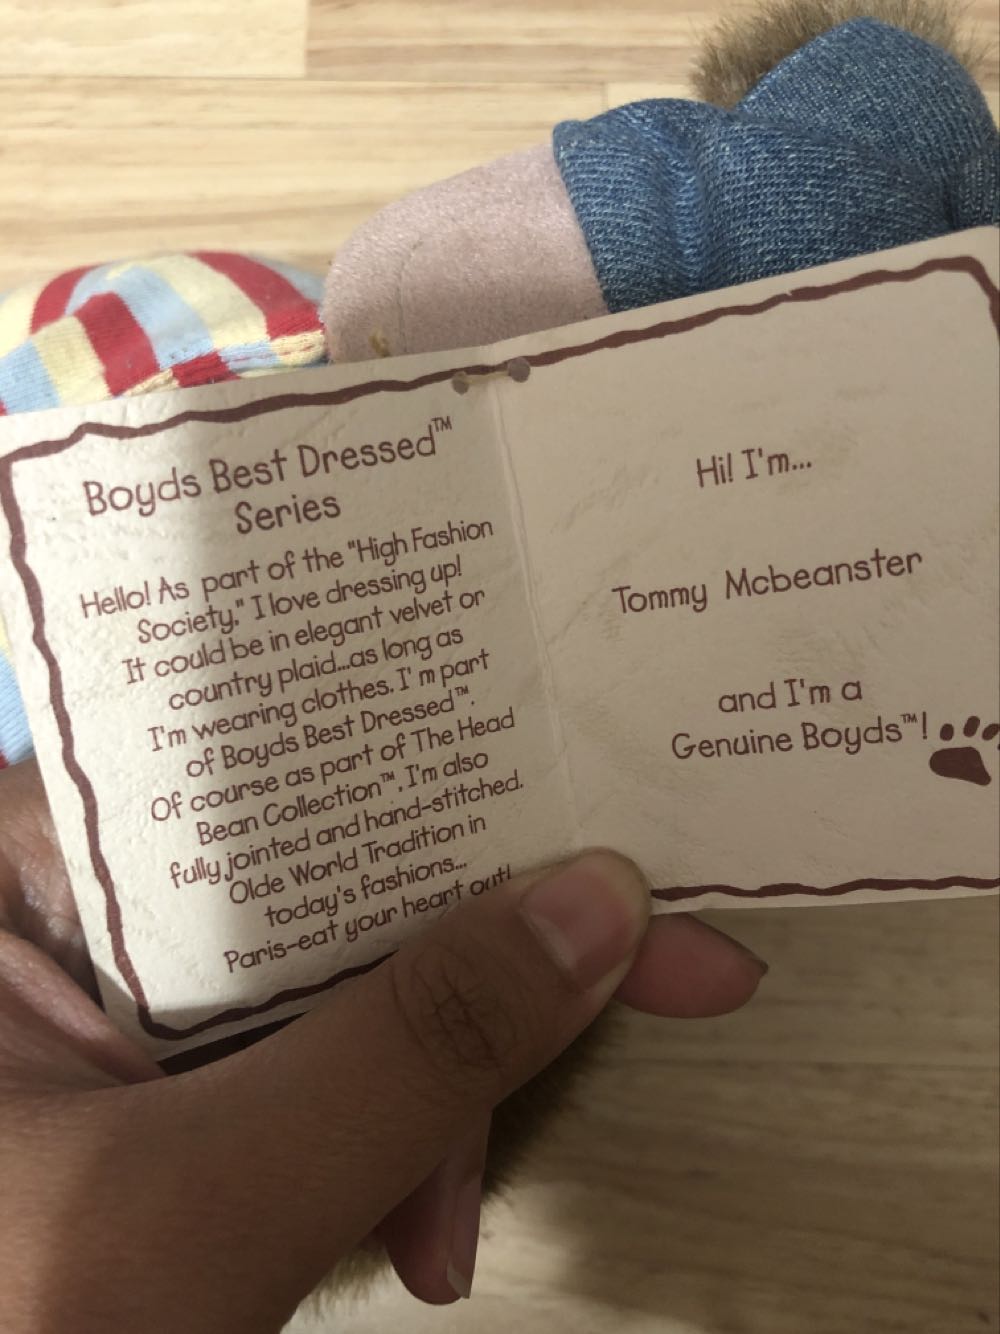 Boyds Best Dressed™
Series
Hello! As part of the "High Fashion
Society," I love dressing up!
It could be in elegant velvet or
country plaid...as long as
I'm wearing clothes. I'm part
of Boyds Best Dressed™.
Of course as part of The Head
Bean Collection™, I'm also
fully jointed and hand-stitched.
Olde World Tradition in
today's fashions...
Paris-eat your heart out!
Hi! I'm...
Tommy Mcbeanster
and I'm a
Genuine Boyds™!